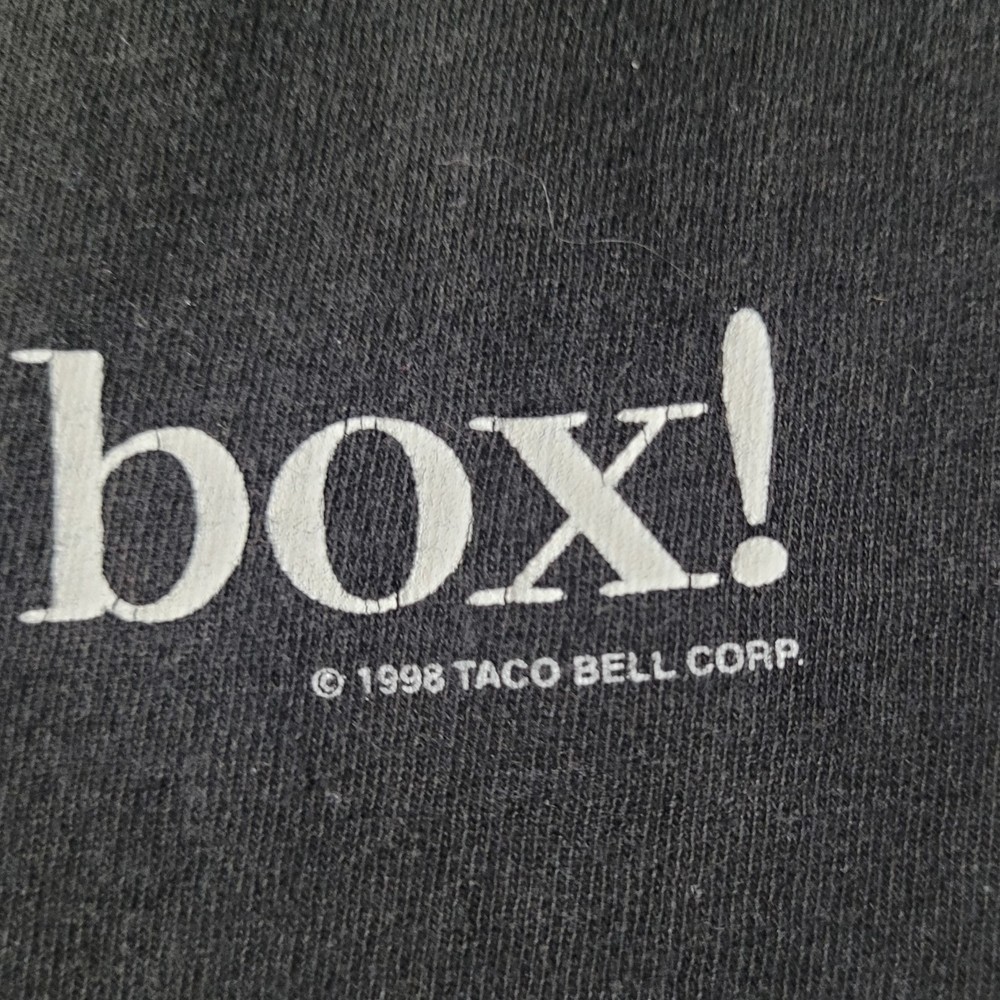 box!
© 1998 TACO BELL CORP.